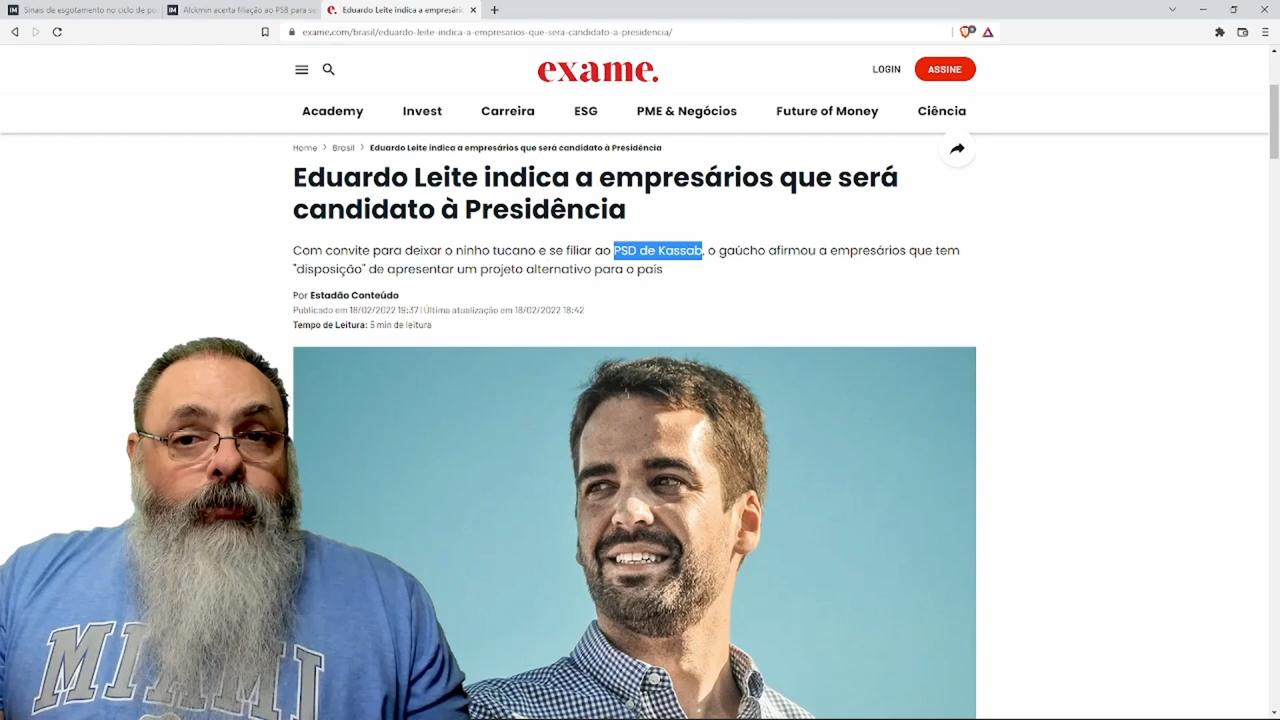 Sinais de esgotamento no ciclo de po
Alckmin acerta filiação ao PSB para se
Eduardo Leite indica a empresári
exame.com/brasil/eduardo-leite-indica-a-empresarios-que-sera-candidato-a-presidencia/
exame.
LOGIN
ASSINE
Academy Invest Carreira ESG PME & Negócios Future of Money Ciência
Home > Brasil > Eduardo Leite indica a empresários que será candidato à Presidência
Eduardo Leite indica a empresários que será
candidato à Presidência
Com convite para deixar o ninho tucano e se filiar ao PSD de Kassab, o gaúcho afirmou a empresários que tem
"disposição" de apresentar um projeto alternativo para o país
Por Estadão Conteúdo
Publicado em 18/02/2022 19:37 | Última atualização em 18/02/2022 18:42
Tempo de Leitura: 5 min de leitura
MIAMI